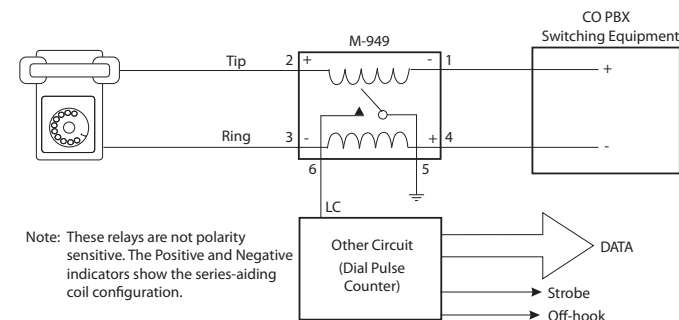 CO PBX
Switching Equipment
M-949
Tip
2
+
-
1
+
Ring
3
-
+
4
-
6
5
LC
Note: These relays are not polarity
sensitive. The Positive and Negative
indicators show the series-aiding
coil configuration.
Other Circuit
(Dial Pulse
Counter)
DATA
Strobe
Off-hook